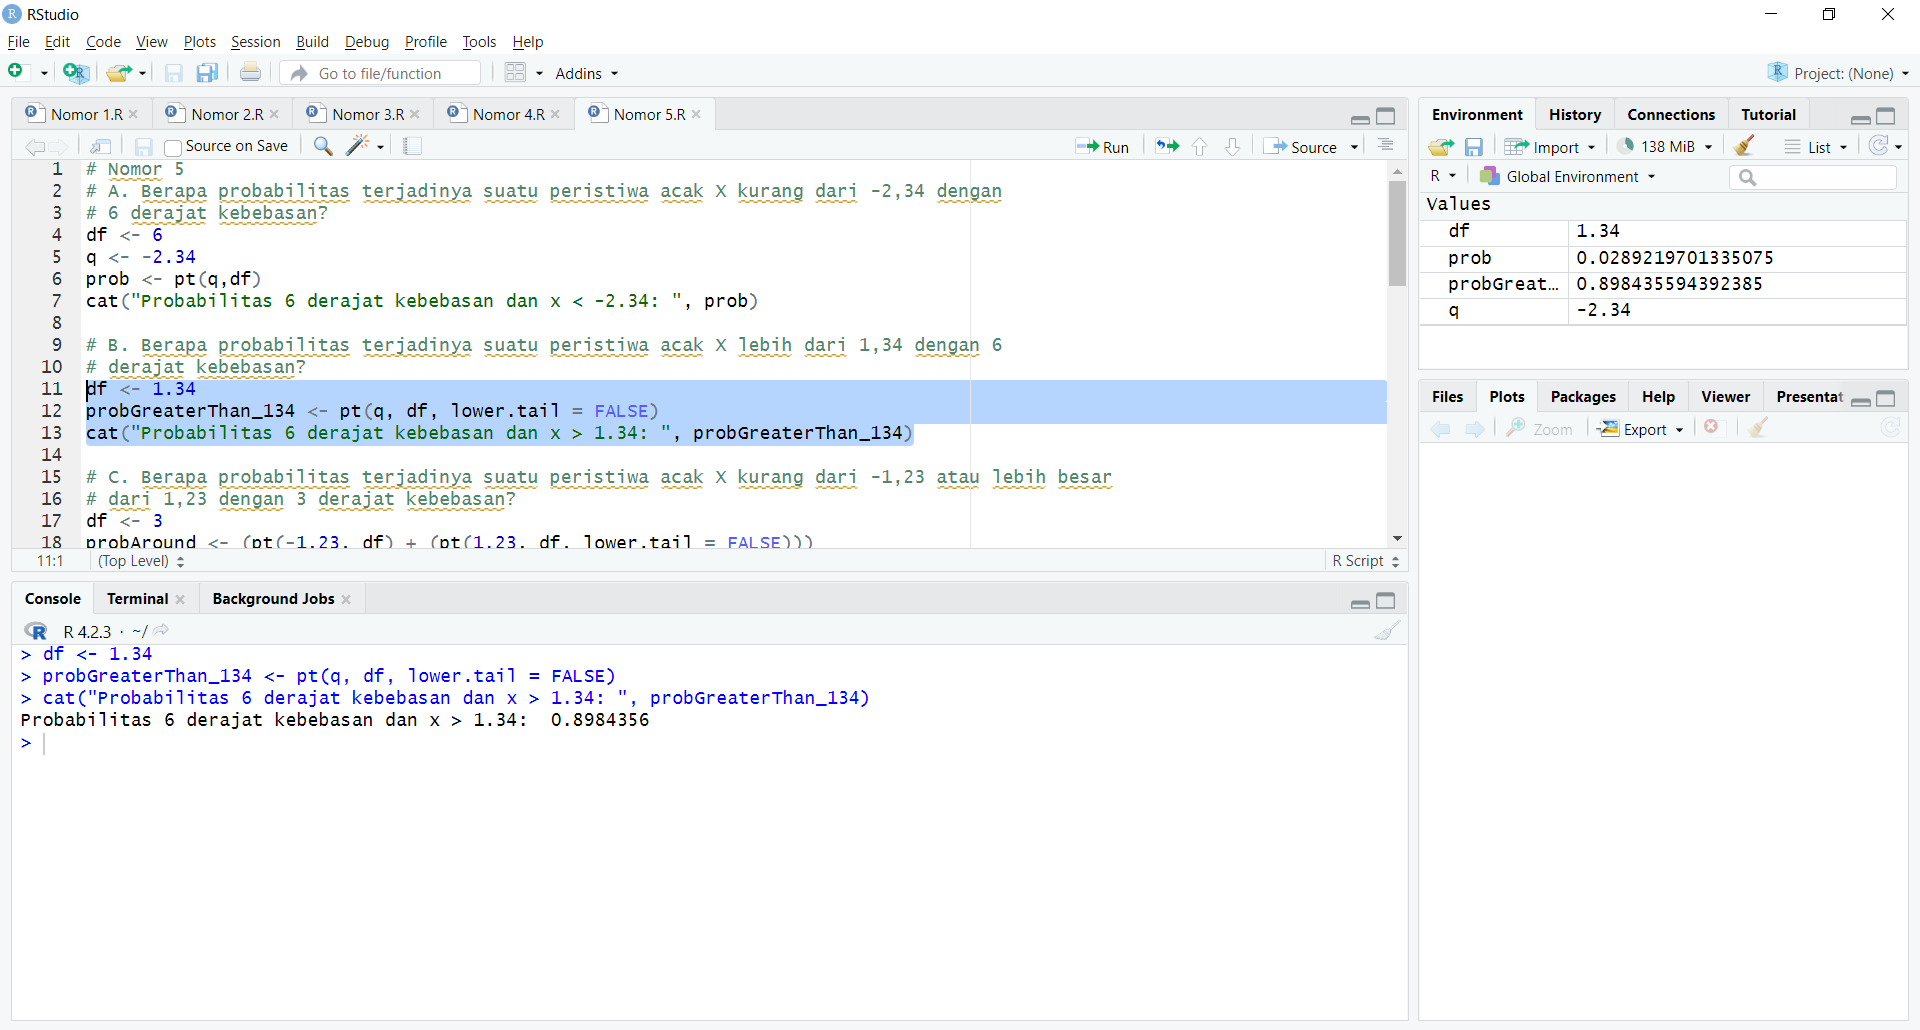 RStudio
File Edit Code View Plots Session Build Debug Profile Tools Help
Go to file/function Addins Project: (None)
Nomor 1.R Nomor 2.R Nomor 3.R Nomor 4.R Nomor 5.R
Source on Save Run Source
1 # Nomor 5
2 # A. Berapa probabilitas terjadinya suatu peristiwa acak X kurang dari -2,34 dengan
3 # 6 derajat kebebasan?
4 df <- 6
5 q <- -2.34
6 prob <- pt(q,df)
7 cat("Probabilitas 6 derajat kebebasan dan x < -2.34: ", prob)
8
9 # B. Berapa probabilitas terjadinya suatu peristiwa acak X lebih dari 1,34 dengan 6
10 # derajat kebebasan?
11 df <- 1.34
12 probGreaterThan_134 <- pt(q, df, lower.tail = FALSE)
13 cat("Probabilitas 6 derajat kebebasan dan x > 1.34: ", probGreaterThan_134)
14
15 # C. Berapa probabilitas terjadinya suatu peristiwa acak X kurang dari -1,23 atau lebih besar
16 # dari 1,23 dengan 3 derajat kebebasan?
17 df <- 3
18 probAround <- (pt(-1.23, df) + (pt(1.23, df, lower.tail = FALSE)))
11:1 (Top Level) R Script
Console Terminal Background Jobs
R 4.2.3 · ~/
> df <- 1.34
> probGreaterThan_134 <- pt(q, df, lower.tail = FALSE)
> cat("Probabilitas 6 derajat kebebasan dan x > 1.34: ", probGreaterThan_134)
Probabilitas 6 derajat kebebasan dan x > 1.34:  0.8984356
>
Environment History Connections Tutorial
Import 138 MiB List
R Global Environment
Values
df 1.34
prob 0.0289219701335075
probGreat... 0.898435594392385
q -2.34
Files Plots Packages Help Viewer Presentat
Zoom Export